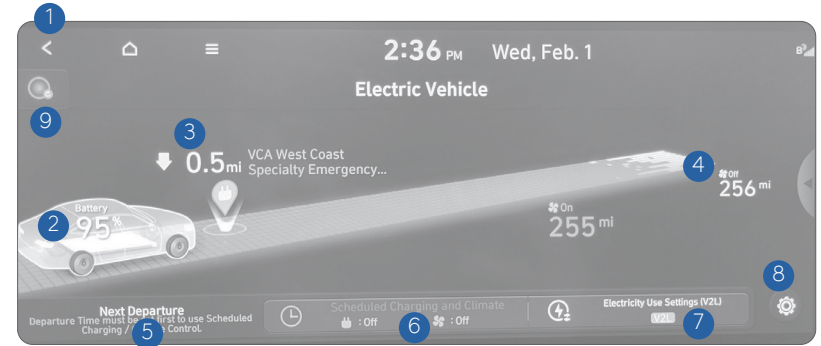 1
2:36 PM Wed, Feb. 1
Electric Vehicle
9
3
0.5mi
VCA West Coast
Specialty Emergency...
4
Off
256 mi
On
255 mi
2
Battery
95%
8
Next Departure
Departure Time must be first to use Scheduled
Charging / Control.
5
Scheduled Charging and Climate
: Off : Off
6
Electricity Use Settings (V2L)
V2L
7